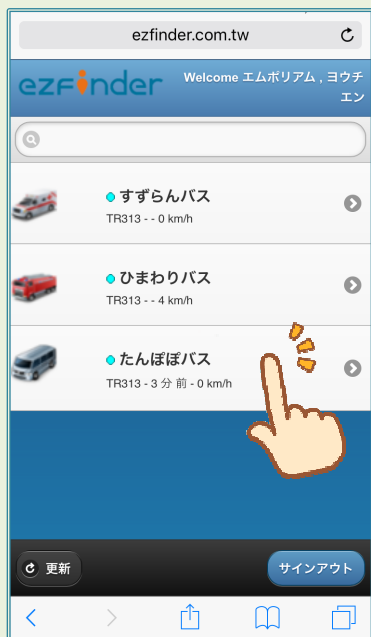 ezfinder.com.tw
ezfinder
Welcome エムポリアム , ヨウチ
エン
すずらんバス
TR313 - - 0 km/h
ひまわりバス
TR313 - - 4 km/h
たんぽぽバス
TR313 - 3 分 前 - 0 km/h
更新
サインアウト